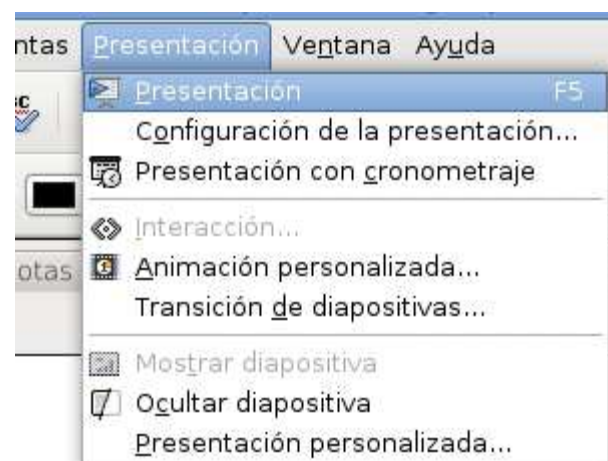 ntas Presentación Ventana Ayuda
Presentación F5
Configuración de la presentación...
Presentación con cronometraje
Interacción...
otas Animación personalizada...
Transición de diapositivas...
Mostrar diapositiva
Ocultar diapositiva
Presentación personalizada...